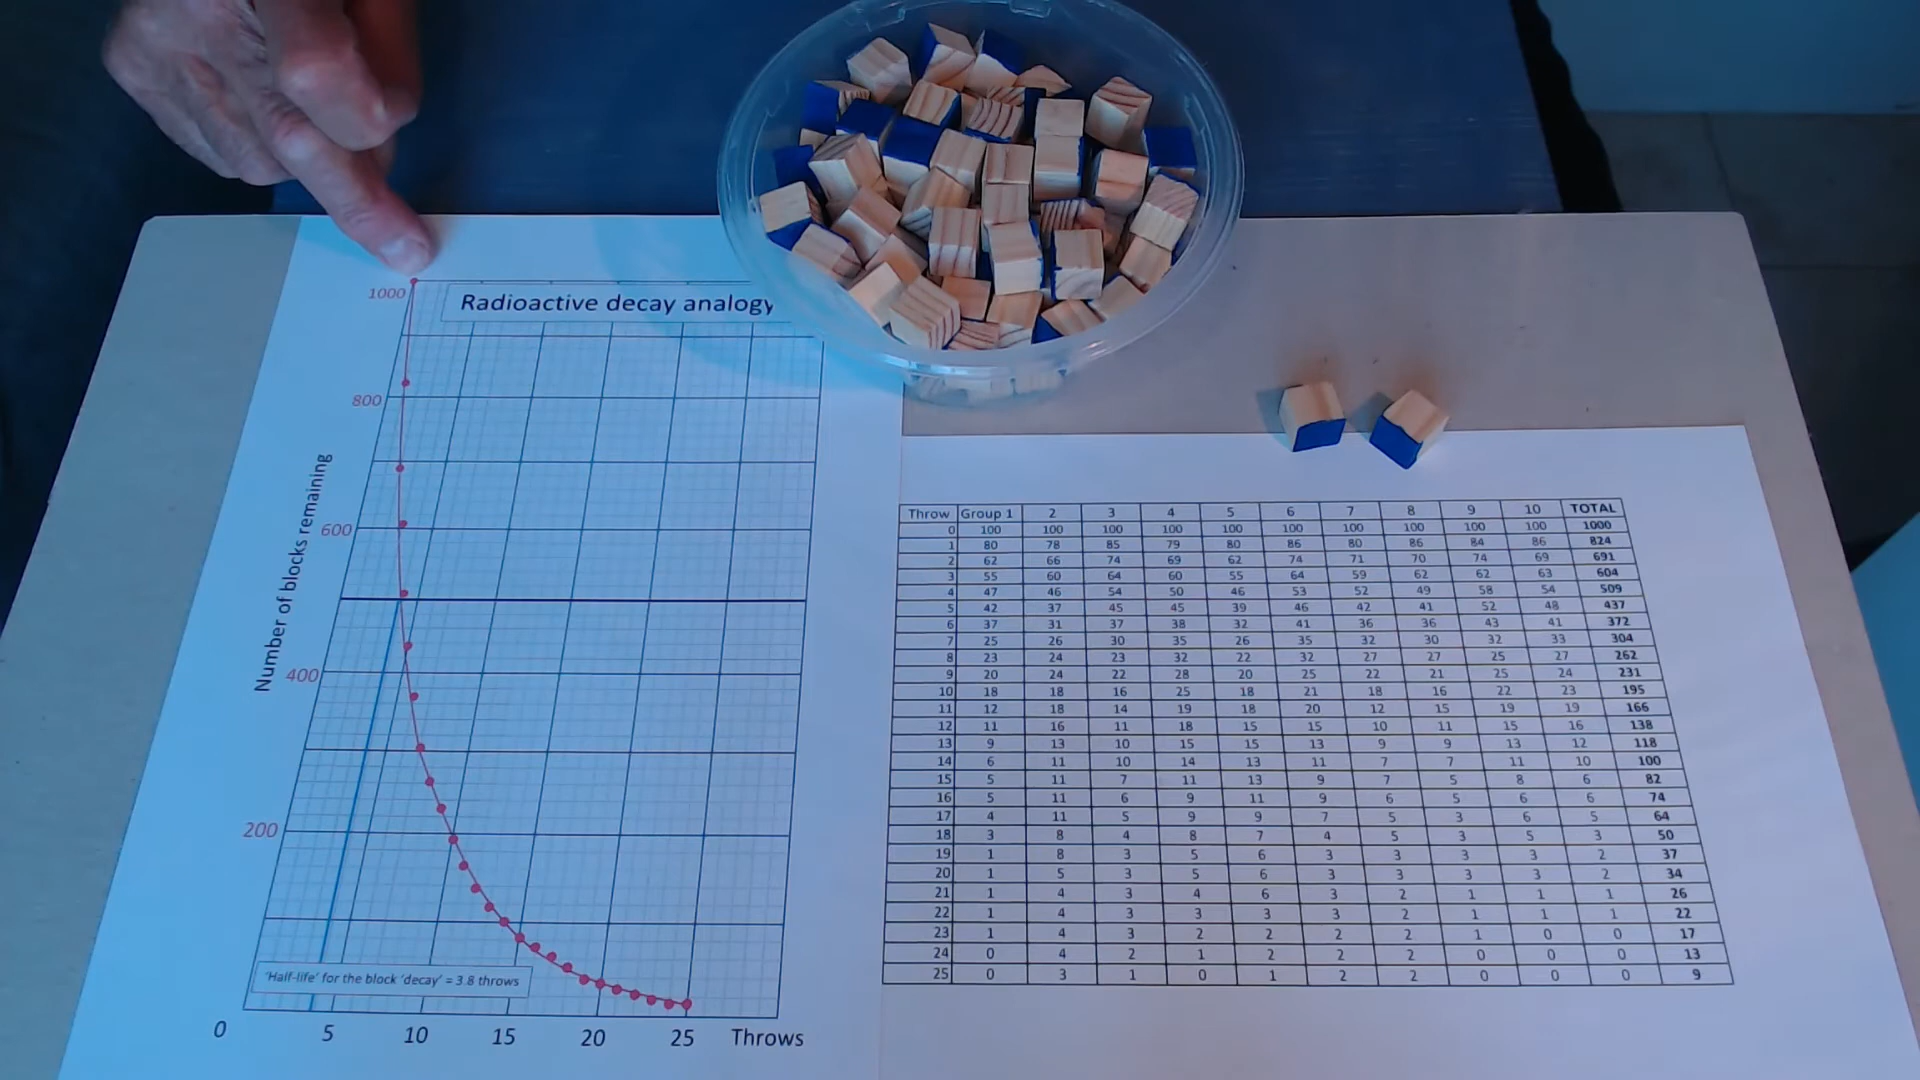 Radioactive decay analogy
1000
800
600
400
200
Number of blocks remaining
'Half-life' for the block 'decay' = 3.8 throws
0 5 10 15 20 25 Throws
Throw Group 1 2 3 4 5 6 7 8 9 10 TOTAL
0 100 100 100 100 100 100 100 100 100 100 1000
1 80 78 85 79 80 86 80 86 84 86 824
2 62 66 74 69 62 74 71 70 74 69 691
3 55 60 64 60 55 64 59 62 62 63 604
4 47 46 54 50 46 53 52 49 58 54 509
5 42 37 45 45 39 46 42 41 52 48 437
6 37 31 37 38 32 41 36 36 43 41 372
7 25 26 30 35 26 35 32 30 32 33 304
8 23 24 23 32 22 32 27 27 25 27 262
9 20 24 22 28 20 25 22 21 25 24 231
10 18 18 16 25 18 21 18 16 22 23 195
11 12 18 14 19 18 20 12 15 19 19 166
12 11 16 11 18 15 15 10 11 15 16 138
13 9 13 10 15 15 13 9 9 13 12 118
14 6 11 10 14 13 11 7 7 11 10 100
15 5 11 7 11 13 9 7 5 8 6 82
16 5 11 6 9 11 9 6 5 6 6 74
17 4 11 5 9 9 7 5 3 6 5 64
18 3 8 4 8 7 4 5 3 5 3 50
19 1 8 3 5 6 3 3 3 3 2 37
20 1 5 3 5 6 3 3 3 3 2 34
21 1 4 3 4 6 3 2 1 1 1 26
22 1 4 3 3 3 3 2 1 1 1 22
23 1 4 3 2 2 2 2 1 0 0 17
24 0 4 2 1 2 2 2 0 0 0 13
25 0 3 1 0 1 2 2 0 0 0 9